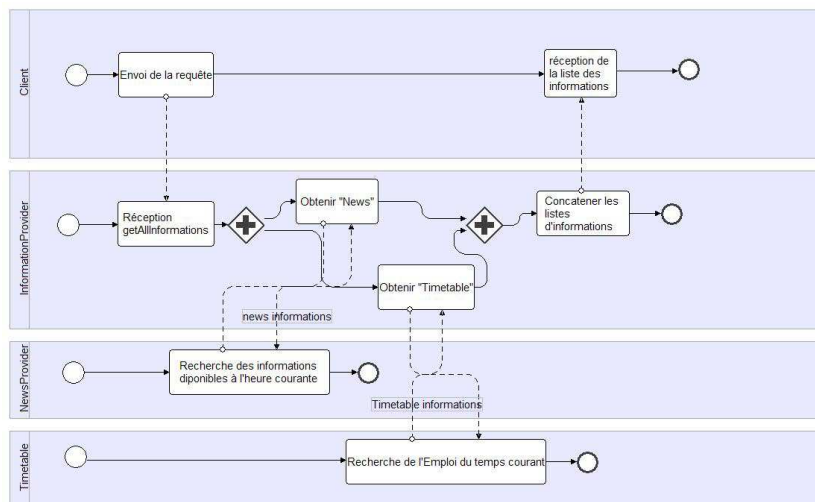 Client
Envoi de la requête
réception de
la liste des
informations
InformationProvider
Réception
getAllInformations
Obtenir "News"
Concatener les
listes
d'informations
Obtenir "Timetable"
news informations
NewsProvider
Recherche des informations
diponibles à l'heure courante
Timetable informations
Timetable
Recherche de l'Emploi du temps courant